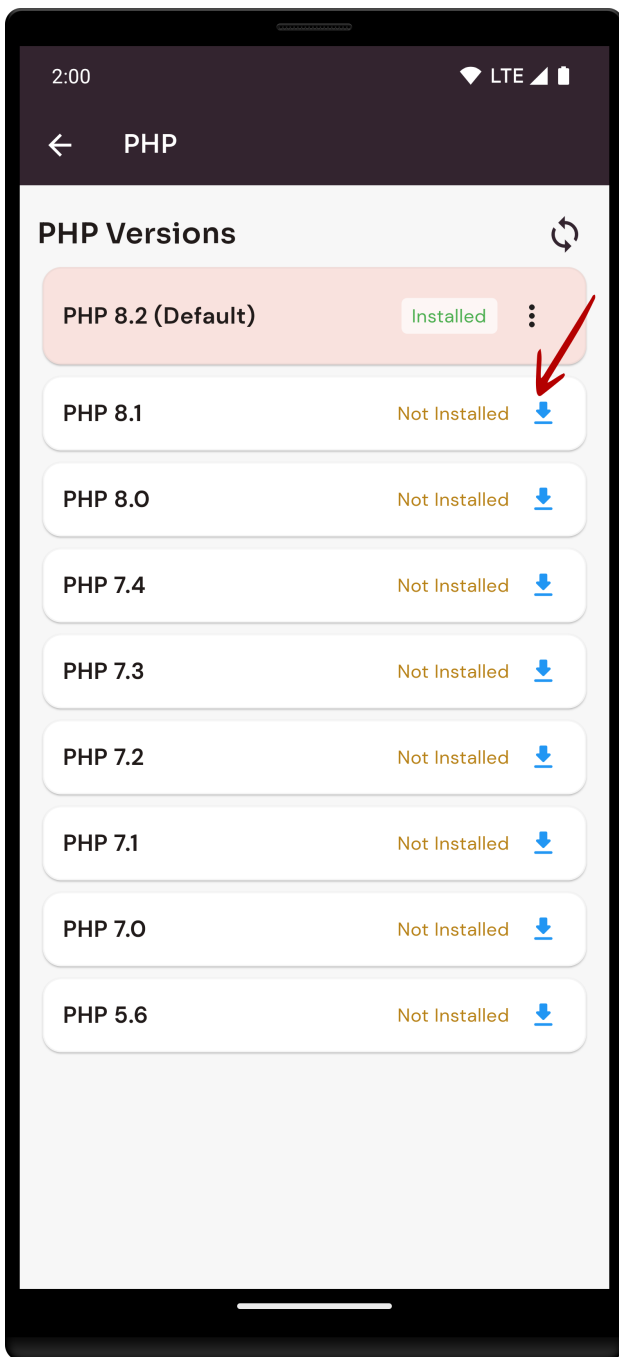 2:00 LTE
PHP
PHP Versions
PHP 8.2 (Default) Installed
PHP 8.1 Not Installed
PHP 8.0 Not Installed
PHP 7.4 Not Installed
PHP 7.3 Not Installed
PHP 7.2 Not Installed
PHP 7.1 Not Installed
PHP 7.0 Not Installed
PHP 5.6 Not Installed